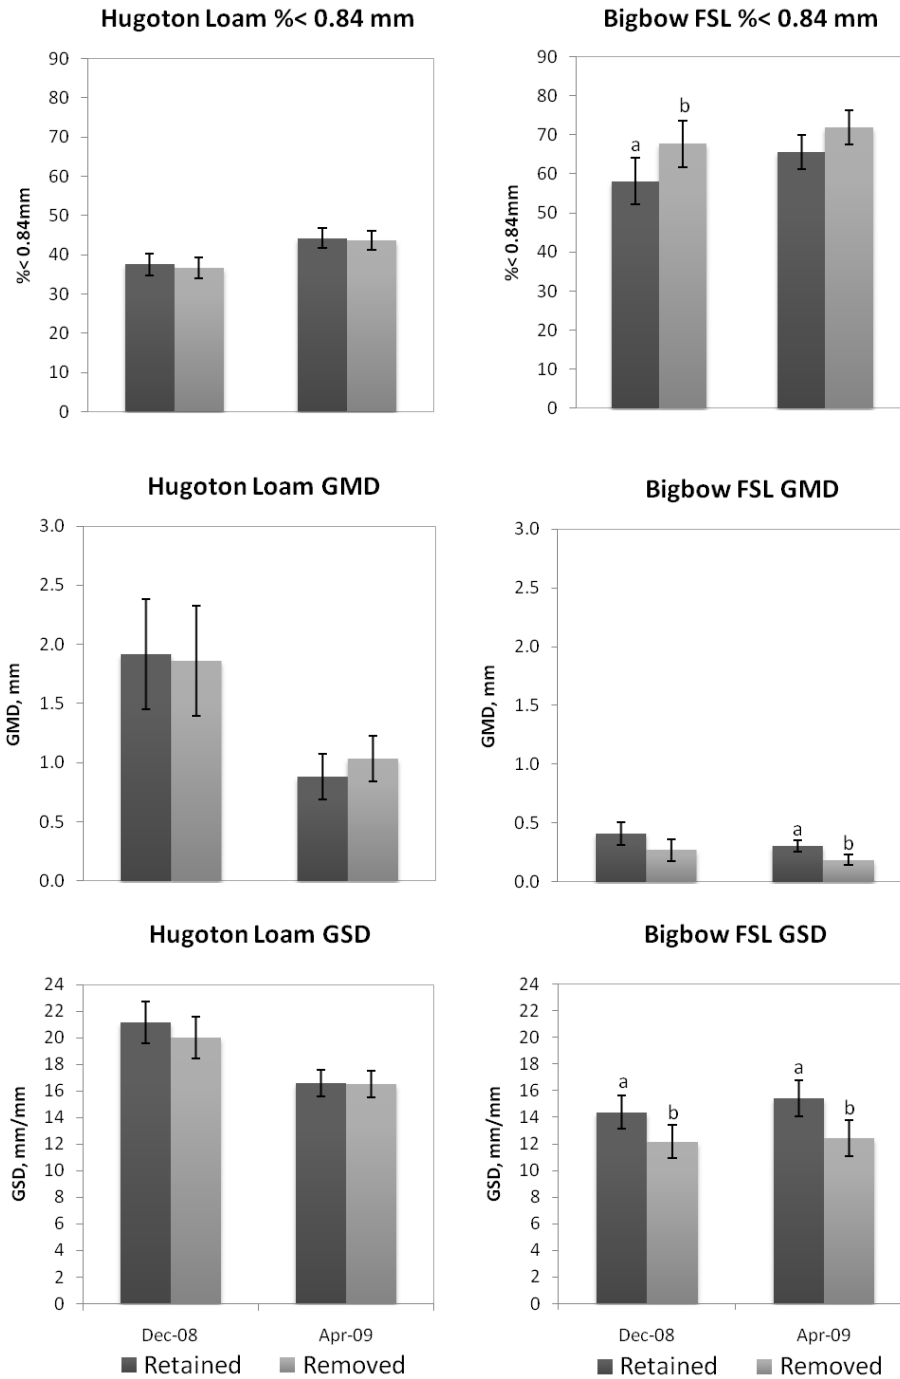 Hugoton Loam %< 0.84 mm
%< 0.84mm
90
80
70
60
50
40
30
20
10
0
Bigbow FSL %< 0.84 mm
%< 0.84mm
90
80
70
60
50
40
30
20
10
0
a
b
Hugoton Loam GMD
GMD, mm
3.0
2.5
2.0
1.5
1.0
0.5
0.0
Bigbow FSL GMD
GMD, mm
3.0
2.5
2.0
1.5
1.0
0.5
0.0
a
b
Hugoton Loam GSD
GSD, mm/mm
24
22
20
18
16
14
12
10
8
6
4
2
0
Dec-08
Apr-09
Retained
Removed
Bigbow FSL GSD
GSD, mm/mm
24
22
20
18
16
14
12
10
8
6
4
2
0
a
b
a
b
Dec-08
Apr-09
Retained
Removed